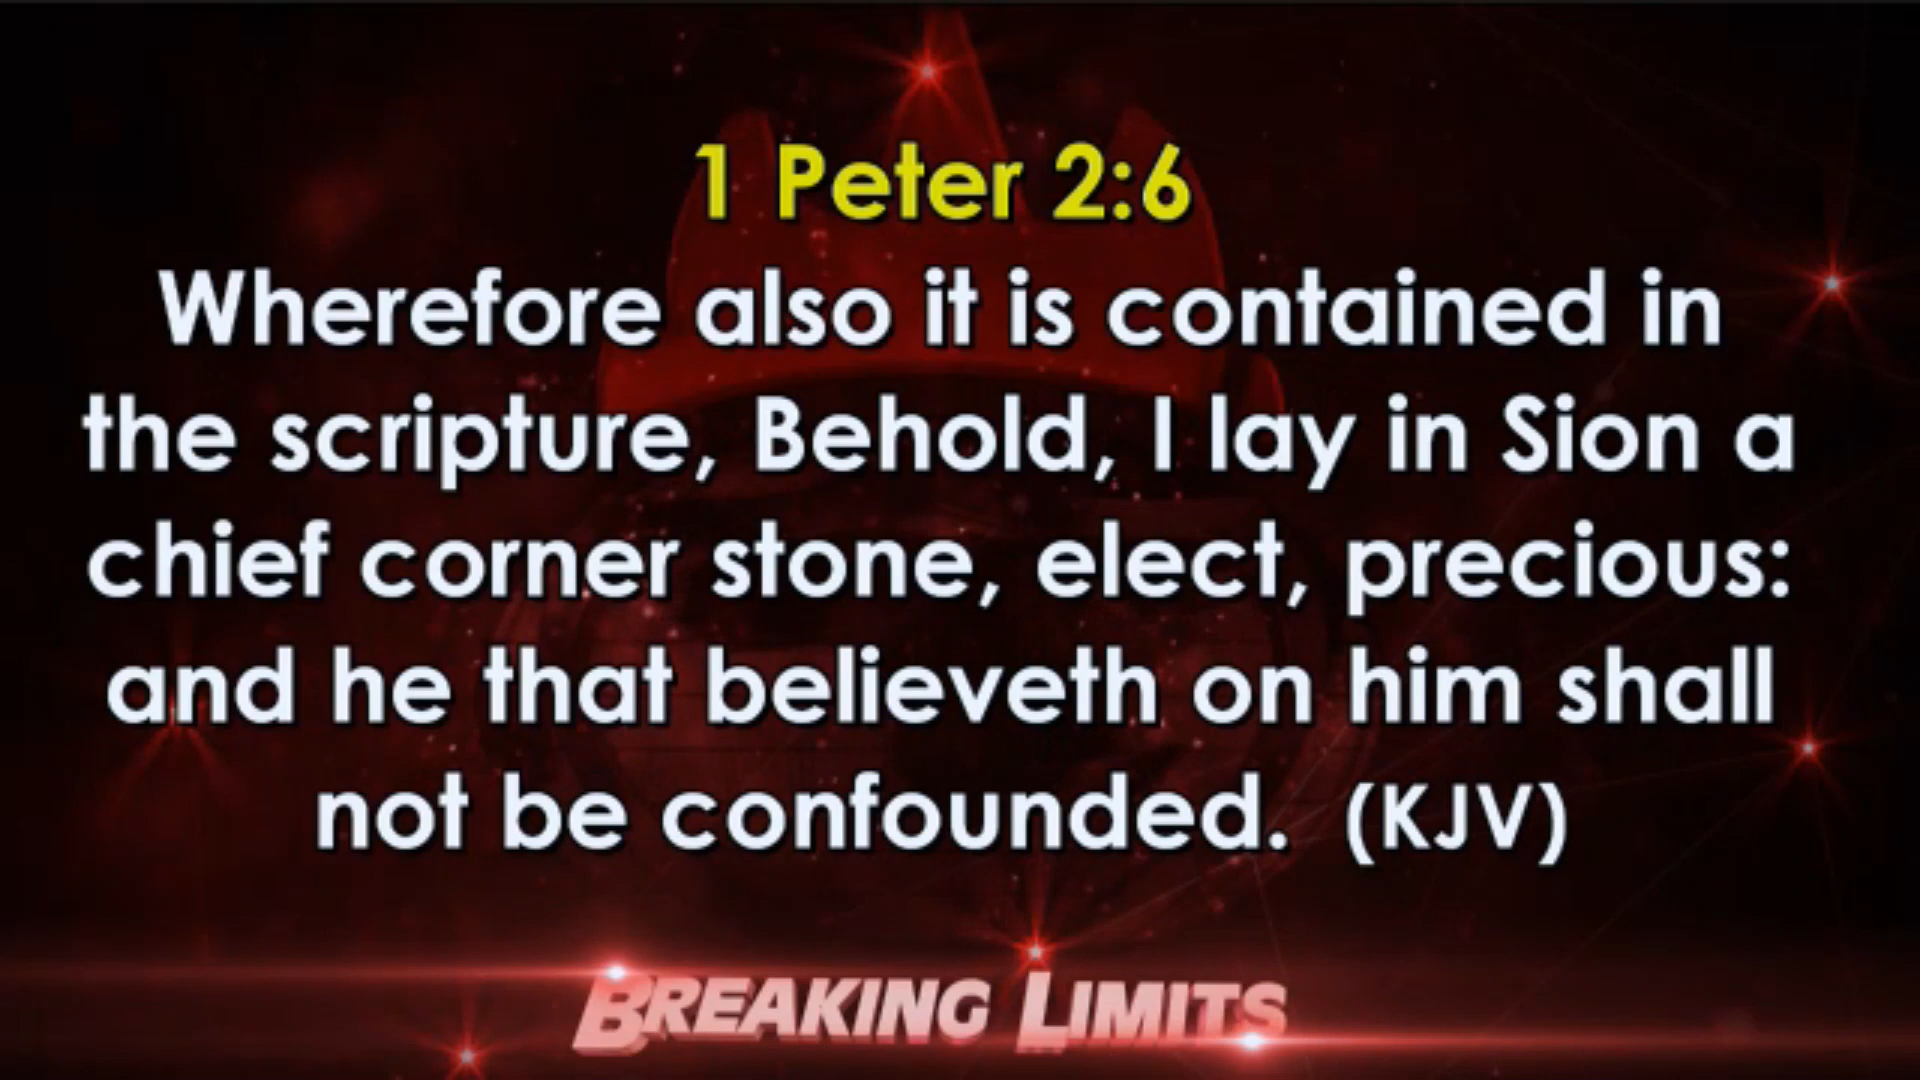 1 Peter 2:6
Wherefore also it is contained in
the scripture, Behold, I lay in Sion a
chief corner stone, elect, precious:
and he that believeth on him shall
not be confounded. (KJV)
BREAKING LIMITS